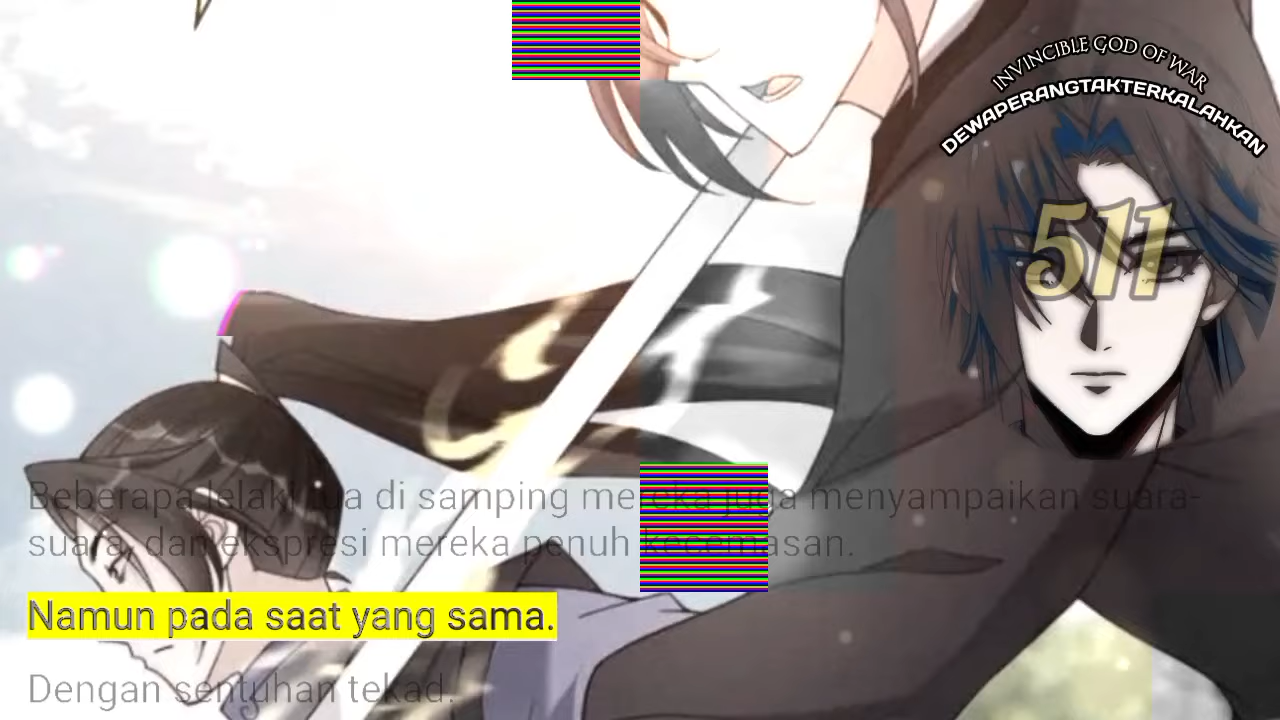 INVINCIBLE GOD OF WAR
DEWAPERANGTAKTERKALAHKAN
511
Beberapa lelaki tua di samping mereka juga menyampaikan suara-
suara, dan ekspresi mereka penuh kecemasan.
Namun pada saat yang sama.
Dengan sentuhan tekad.